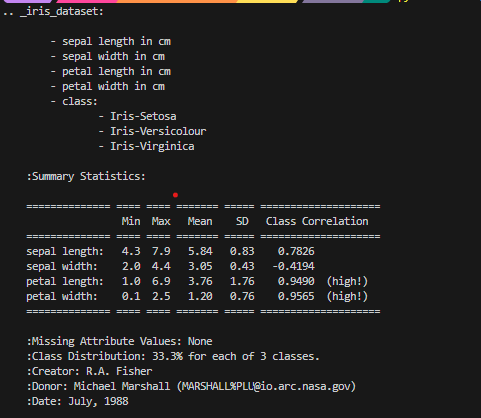 .. _iris_dataset:
- sepal length in cm
- sepal width in cm
- petal length in cm
- petal width in cm
- class:
- Iris-Setosa
- Iris-Versicolour
- Iris-Virginica
:Summary Statistics:
============== ==== ==== ======= ===== ====================
Min Max Mean SD Class Correlation
============== ==== ==== ======= ===== ====================
sepal length: 4.3 7.9 5.84 0.83 0.7826
sepal width: 2.0 4.4 3.05 0.43 -0.4194
petal length: 1.0 6.9 3.76 1.76 0.9490 (high!)
petal width: 0.1 2.5 1.20 0.76 0.9565 (high!)
============== ==== ==== ======= ===== ====================
:Missing Attribute Values: None
:Class Distribution: 33.3% for each of 3 classes.
:Creator: R.A. Fisher
:Donor: Michael Marshall (MARSHALL%PLU@io.arc.nasa.gov)
:Date: July, 1988